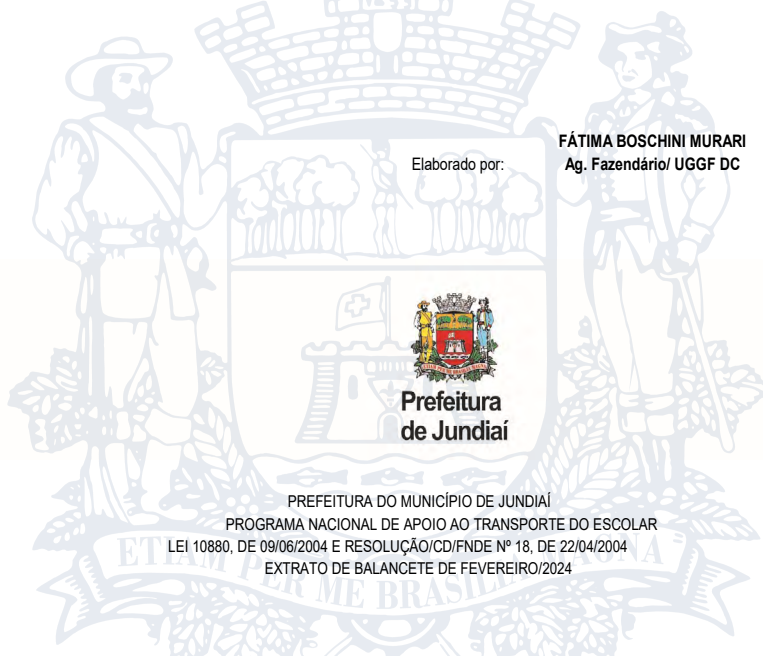 FÁTIMA BOSCHINI MURARI
Elaborado por: Ag. Fazendário/ UGGF DC
Prefeitura
de Jundiaí
PREFEITURA DO MUNICÍPIO DE JUNDIAÍ
PROGRAMA NACIONAL DE APOIO AO TRANSPORTE DO ESCOLAR
LEI 10880, DE 09/06/2004 E RESOLUÇÃO/CD/FNDE Nº 18, DE 22/04/2004
EXTRATO DE BALANCETE DE FEVEREIRO/2024